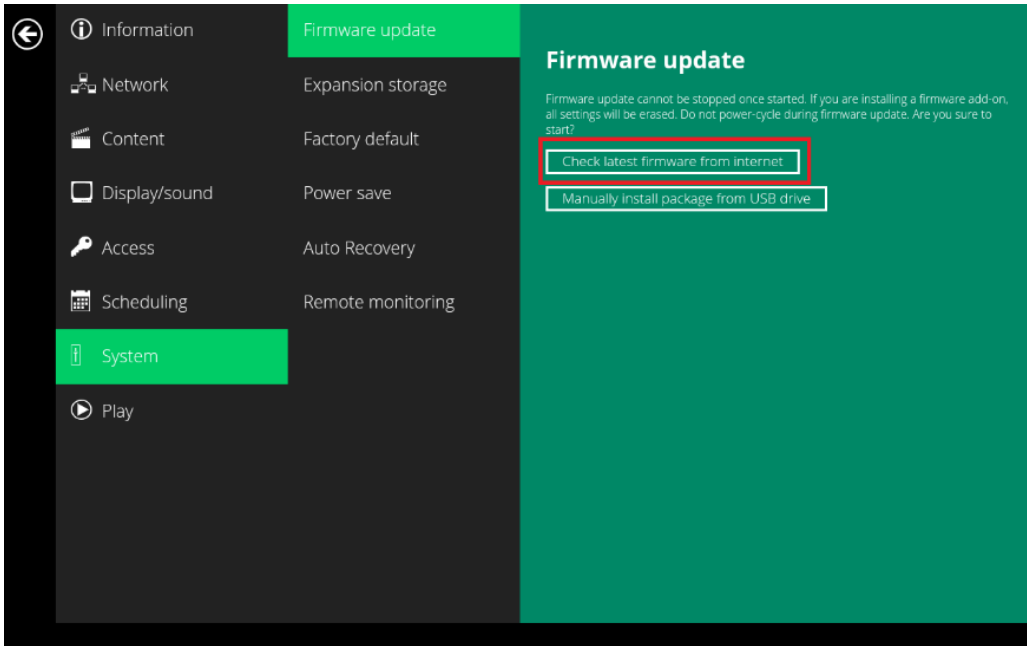 Information
Network
Content
Display/sound
Access
Scheduling
System
Play
Firmware update
Expansion storage
Factory default
Power save
Auto Recovery
Remote monitoring
Firmware update
Firmware update cannot be stopped once started. If you are installing a firmware add-on,
all settings will be erased. Do not power-cycle during firmware update. Are you sure to
start?
Check latest firmware from internet
Manually install package from USB drive